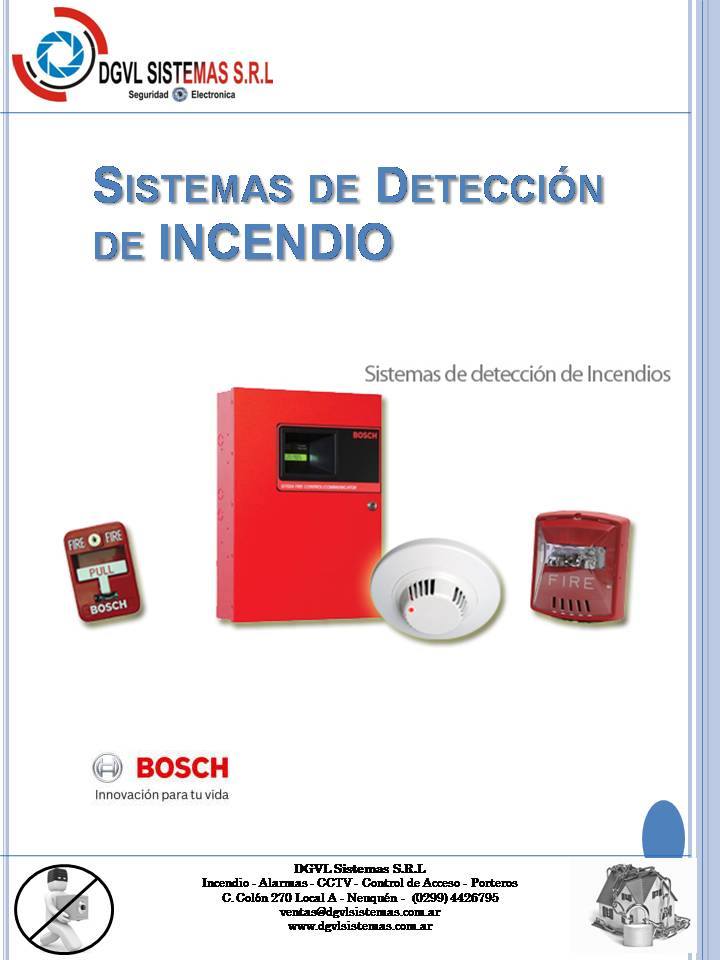 DGVL SISTEMAS S.R.L
Seguridad Electronica
SISTEMAS DE DETECCIÓN
DE INCENDIO
Sistemas de detección de Incendios
BOSCH
FIRE FIRE
PULL
BOSCH
FIRE
BOSCH
Innovación para tu vida
DGVL Sistemas S.R.L
Incendio - Alarmas - CCTV - Control de Acceso - Porteros
C. Colón 270 Local A - Neuquén - (0299) 4426795
ventas@dgvlsistemas.com.ar
www.dgvlsistemas.com.ar